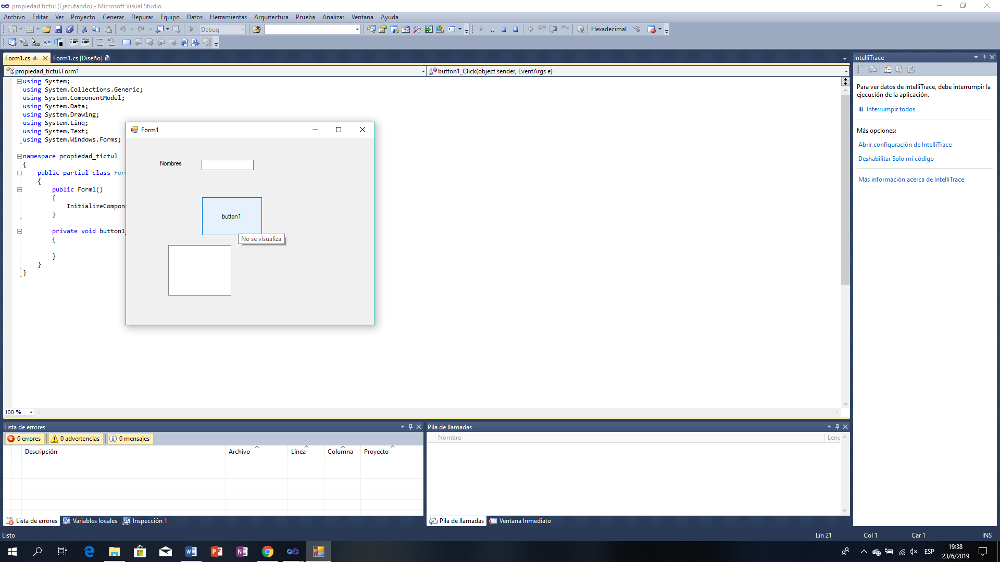 propiedad tictul (Ejecutando) - Microsoft Visual Studio
Archivo Editar Ver Proyecto Generar Depurar Equipo Datos Herramientas Arquitectura Prueba Analizar Ventana Ayuda
Debug
Hexadecimal
Form1.cs Form1.cs [Diseño]
propiedad_tictul.Form1
button1_Click(object sender, EventArgs e)
using System;
using System.Collections.Generic;
using System.ComponentModel;
using System.Data;
using System.Drawing;
using System.Linq;
using System.Text;
using System.Windows.Forms;
namespace propiedad_tictul
{
public partial class For
{
public Form1()
{
InitializeCompon
}
private void button1_
{
}
}
}
Form1
Nombres
button1
No se visualiza
100 %
IntelliTrace
Para ver datos de IntelliTrace, debe interrumpir la
ejecución de la aplicación.
Interrumpir todos
Más opciones:
Abrir configuración de IntelliTrace
Deshabilitar Solo mi código
Más información acerca de IntelliTrace
Lista de errores
0 errores 0 advertencias 0 mensajes
Descripción Archivo Línea Columna Proyecto
Lista de errores Variables locales Inspección 1
Pila de llamadas
Nombre Leng
Pila de llamadas Ventana Inmediato
Listo Lín 21 Col 1 Car 1 INS
ESP
19:38
23/6/2019